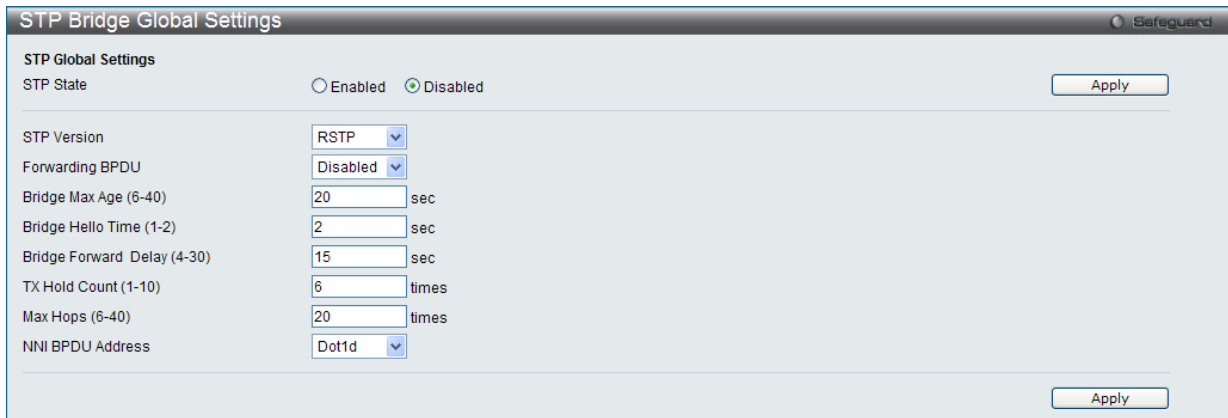 STP Bridge Global Settings
Safeguard
STP Global Settings
STP State Enabled Disabled Apply
STP Version RSTP
Forwarding BPDU Disabled
Bridge Max Age (6-40) 20 sec
Bridge Hello Time (1-2) 2 sec
Bridge Forward Delay (4-30) 15 sec
TX Hold Count (1-10) 6 times
Max Hops (6-40) 20 times
NNI BPDU Address Dot1d
Apply